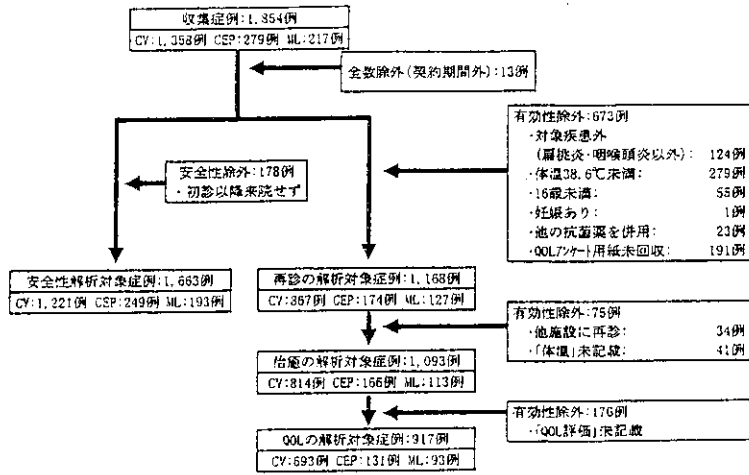 収集症例:1,854例
CV:1,358例 CEP:279例 ML:217例
全数除外(契約期間外):13例
有効性除外:673例
・対象疾患外
(扁桃炎・咽喉頭炎以外): 124例
・体温38.6℃未満: 279例
・16歳未満: 55例
・妊娠あり: 1例
・他の抗菌薬を併用: 23例
・QOLアンケート用紙未回収: 191例
安全性除外:178例
・初診以降来院せず
安全性解析対象症例:1,663例
CV:1,221例 CEP:249例 ML:193例
再診の解析対象症例:1,168例
CV:867例 CEP:174例 ML:127例
有効性除外:75例
・他施設に再診: 34例
・「体温」未記載: 41例
治癒の解析対象症例:1,093例
CV:814例 CEP:166例 ML:113例
有効性除外:176例
・「QOL評価」未記載
QOLの解析対象症例:917例
CV:693例 CEP:131例 ML:93例